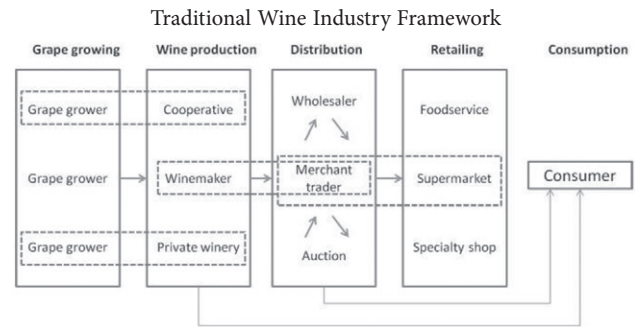 Traditional Wine Industry Framework
Grape growing Wine production Distribution Retailing Consumption
Grape grower Cooperative Wholesaler Foodservice
Grape grower Winemaker Merchant trader Supermarket Consumer
Grape grower Private winery Auction Specialty shop